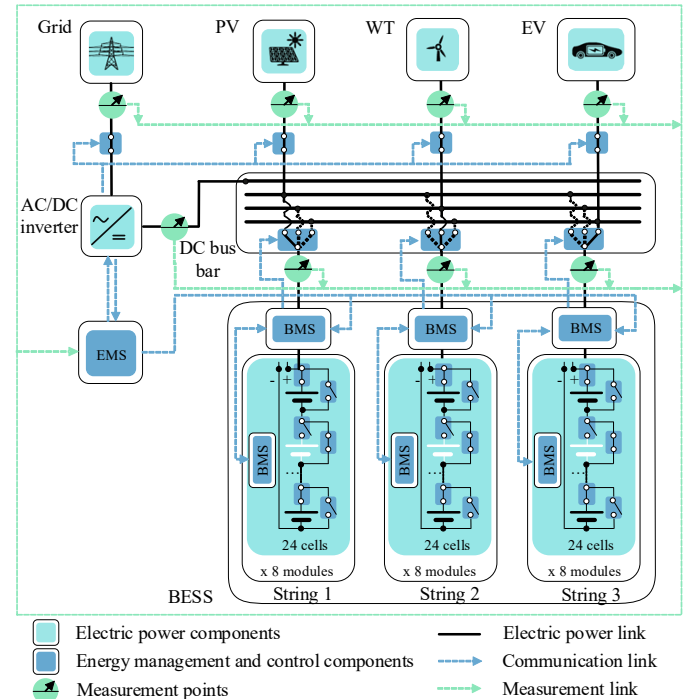 Grid
PV
WT
EV
AC/DC
inverter
DC bus
bar
EMS
BMS
BMS
BMS
- +
- +
- +
BMS
BMS
BMS
...
...
...
24 cells
24 cells
24 cells
x 8 modules
x 8 modules
x 8 modules
BESS
String 1
String 2
String 3
Electric power components
Electric power link
Energy management and control components
Communication link
Measurement points
Measurement link